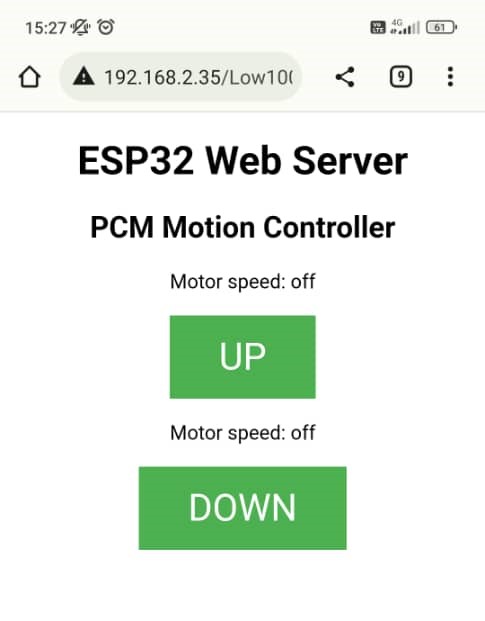 15:27 4G 61
192.168.2.35/Low10
9
ESP32 Web Server
PCM Motion Controller
Motor speed: off
UP
Motor speed: off
DOWN